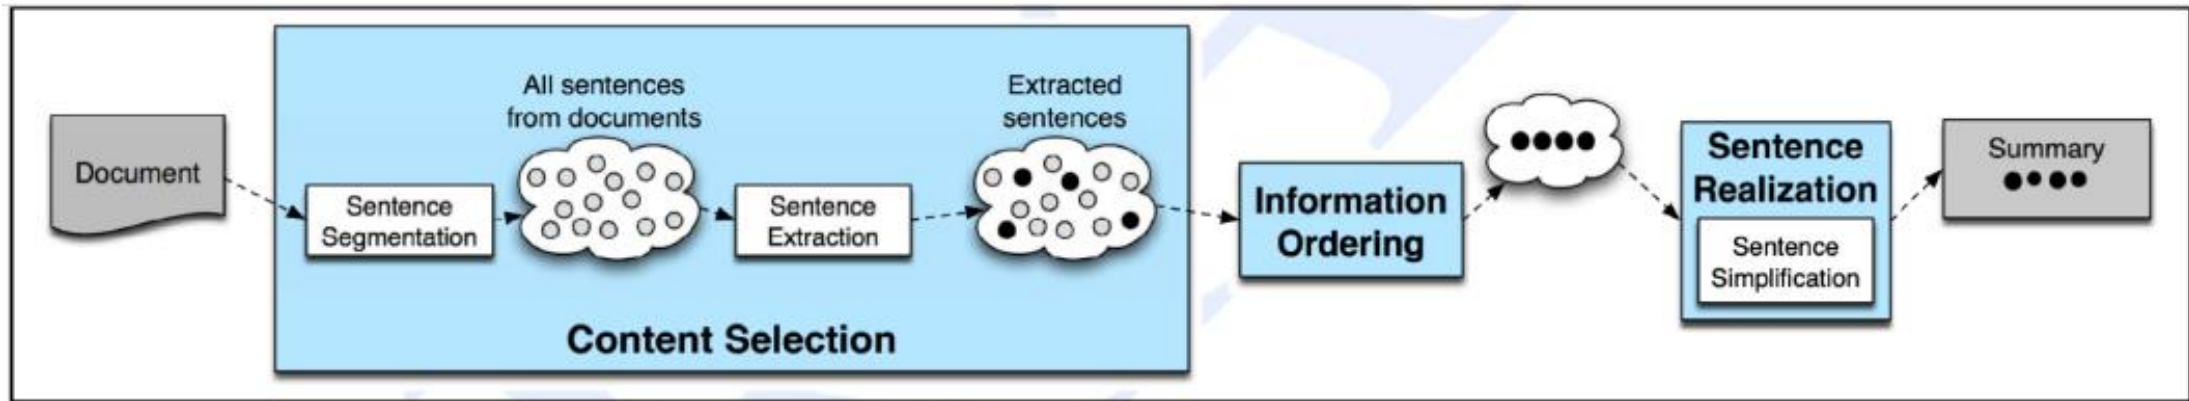 Document
Sentence
Segmentation
All sentences
from documents
Sentence
Extraction
Extracted
sentences
Content Selection
Information
Ordering
Sentence
Realization
Sentence
Simplification
Summary